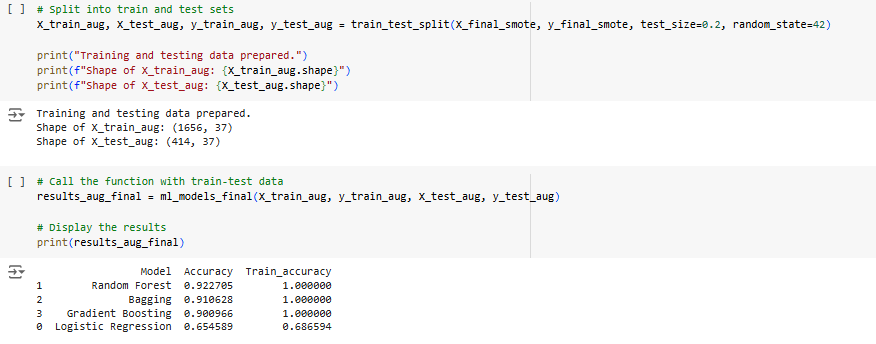 [ ] # Split into train and test sets
X_train_aug, X_test_aug, y_train_aug, y_test_aug = train_test_split(X_final_smote, y_final_smote, test_size=0.2, random_state=42)
print("Training and testing data prepared.")
print(f"Shape of X_train_aug: {X_train_aug.shape}")
print(f"Shape of X_test_aug: {X_test_aug.shape}")
Training and testing data prepared.
Shape of X_train_aug: (1656, 37)
Shape of X_test_aug: (414, 37)
[ ] # Call the function with train-test data
results_aug_final = ml_models_final(X_train_aug, y_train_aug, X_test_aug, y_test_aug)
# Display the results
print(results_aug_final)
Model Accuracy Train_accuracy
1 Random Forest 0.922705 1.000000
2 Bagging 0.910628 1.000000
3 Gradient Boosting 0.900966 1.000000
0 Logistic Regression 0.654589 0.686594